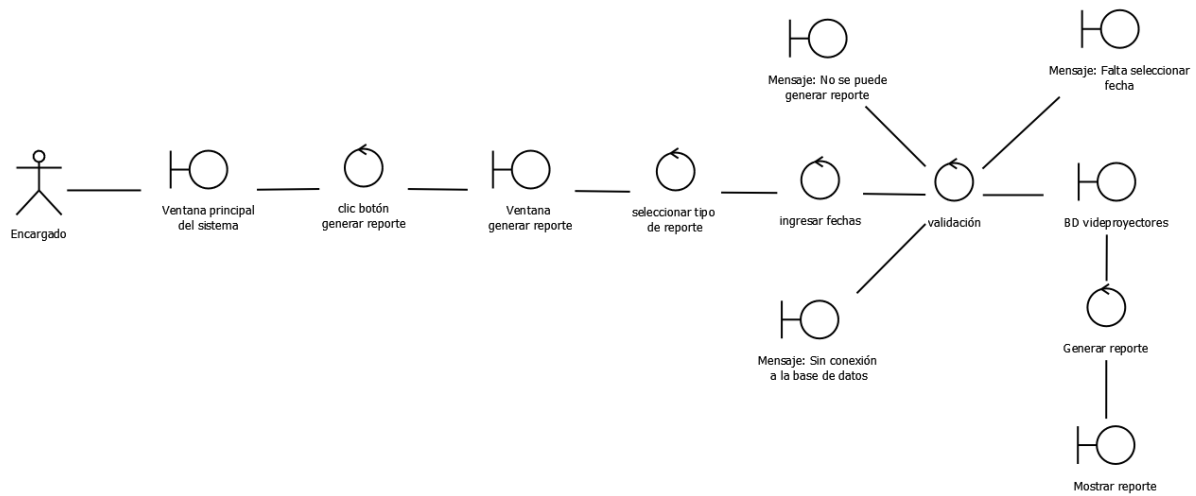 Mensaje: No se puede
generar reporte
Mensaje: Falta seleccionar
fecha
Encargado
Ventana principal
del sistema
clic botón
generar reporte
Ventana
generar reporte
seleccionar tipo
de reporte
ingresar fechas
validación
BD videproyectores
Mensaje: Sin conexión
a la base de datos
Generar reporte
Mostrar reporte